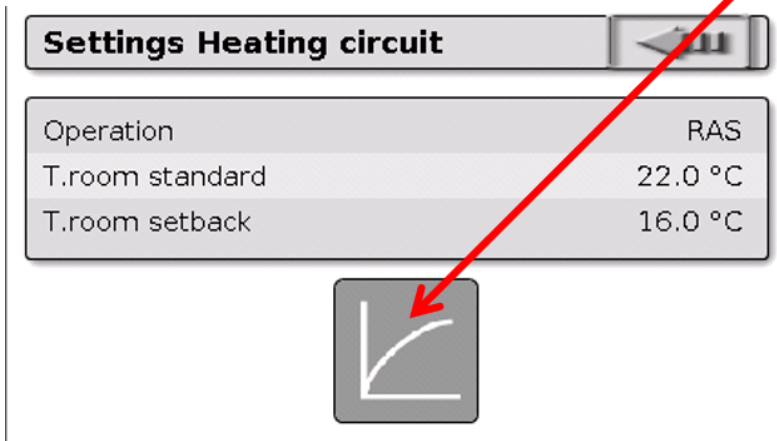 Settings Heating circuit
Operation RAS
T.room standard 22.0 °C
T.room setback 16.0 °C